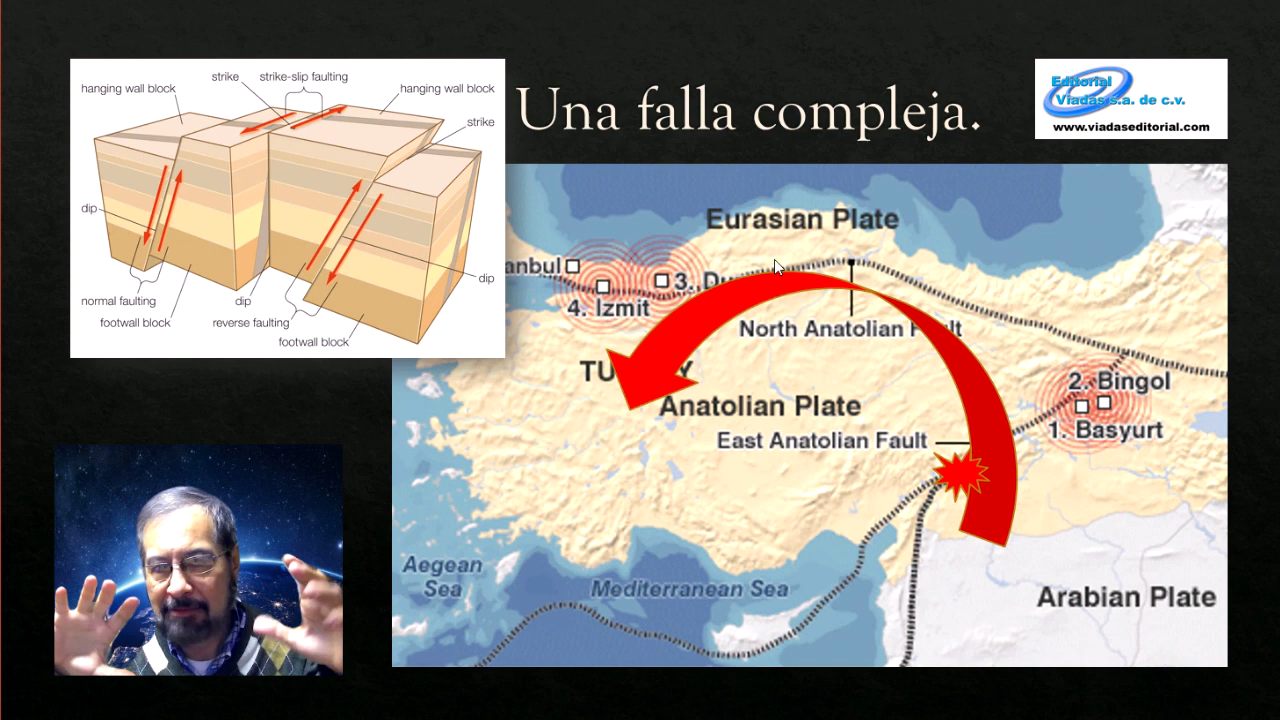 Una falla compleja.
Editorial
Viadas s.a. de c.v.
www.viadaseditorial.com
strike
strike-slip faulting
hanging wall block
hanging wall block
strike
dip
dip
normal faulting
dip
footwall block
reverse faulting
footwall block
Eurasian Plate
anbul
3. Du
4. Izmit
North Anatolian F lt
TU Y
2. Bingol
Anatolian Plate
1. Basyurt
East Anatolian Fault
Aegean
Sea
Mediterranean Sea
Arabian Plate